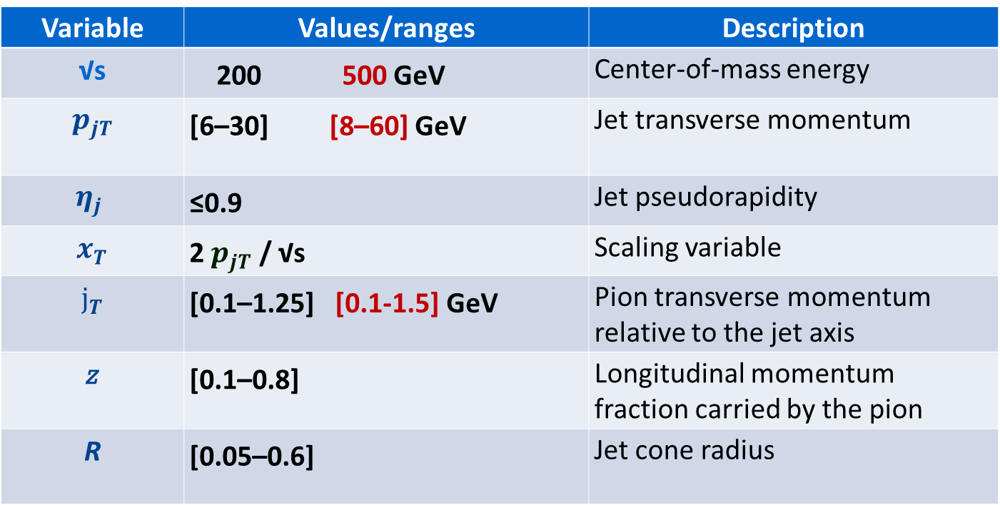 Variable Values/ranges Description
√s 200 500 GeV Center-of-mass energy
p_{jT} [6–30] [8–60] GeV Jet transverse momentum
η_j ≤0.9 Jet pseudorapidity
x_T 2 p_{jT} / √s Scaling variable
j_T [0.1–1.25] [0.1-1.5] GeV Pion transverse momentum
relative to the jet axis
z [0.1–0.8] Longitudinal momentum
fraction carried by the pion
R [0.05–0.6] Jet cone radius